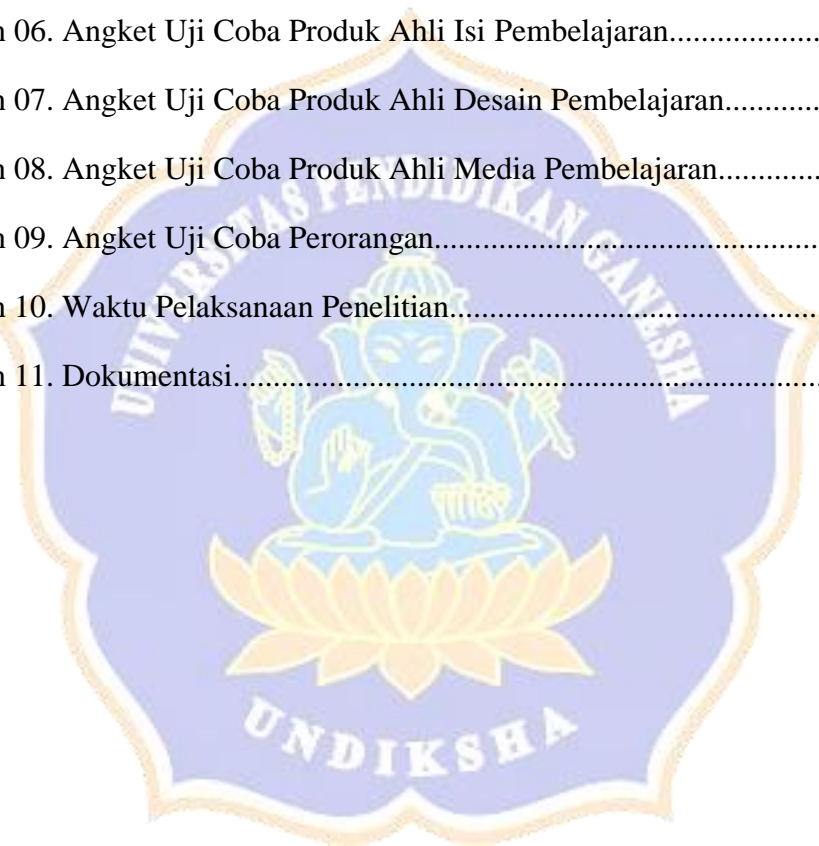 n 06. Angket Uji Coba Produk Ahli Isi Pembelajaran...................
n 07. Angket Uji Coba Produk Ahli Desain Pembelajaran............
n 08. Angket Uji Coba Produk Ahli Media Pembelajaran.............
n 09. Angket Uji Coba Perorangan................................................
n 10. Waktu Pelaksanaan Penelitian..............................................
n 11. Dokumentasi.........................................................................
UNIVERSITAS PENDIDIKAN GANESHA
UNDIKSHA